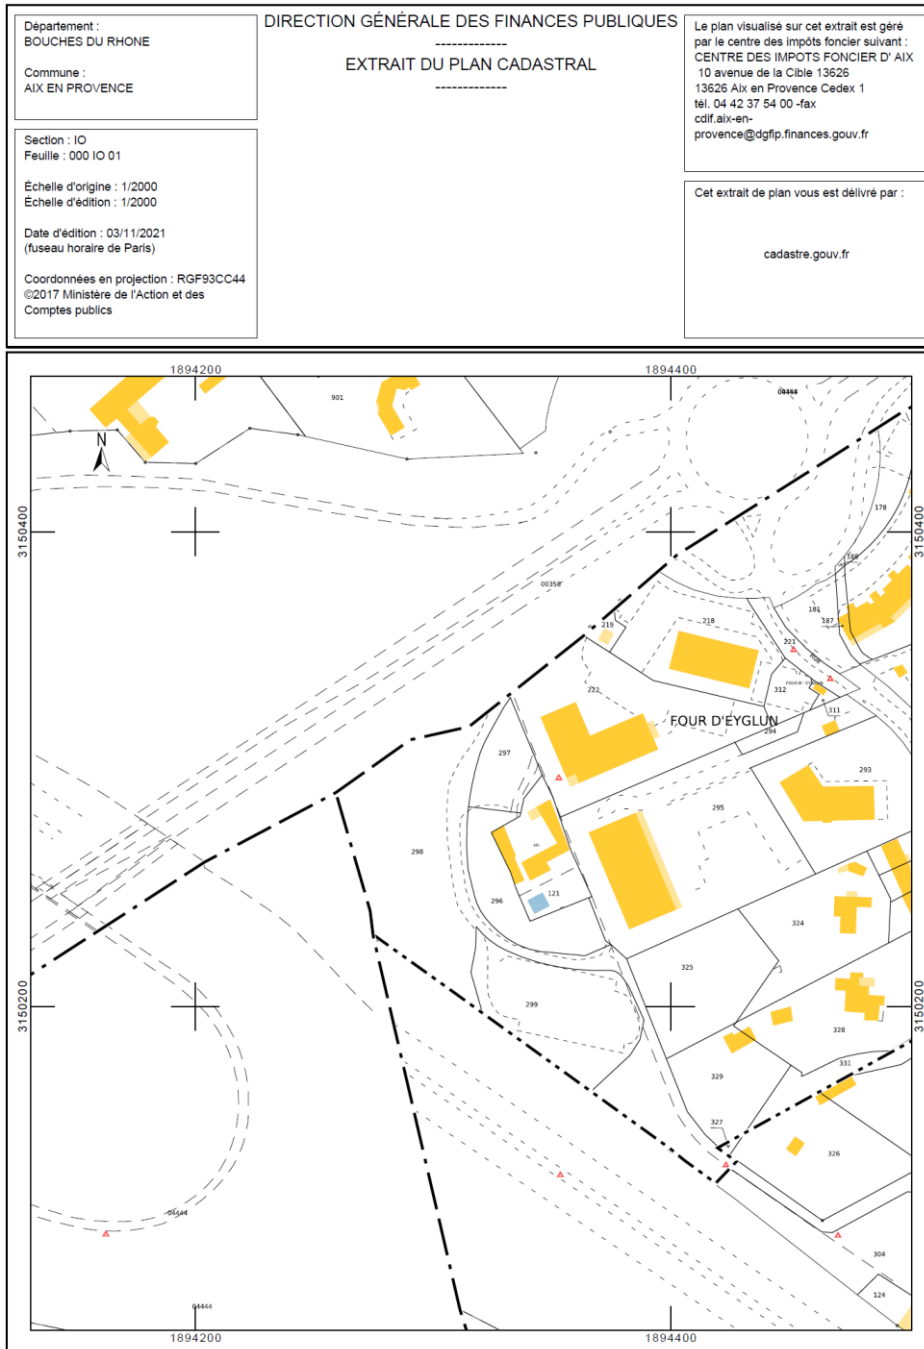 Département :
BOUCHES DU RHONE
Commune :
AIX EN PROVENCE
Section : IO
Feuille : 000 IO 01
Échelle d'origine : 1/2000
Échelle d'édition : 1/2000
Date d'édition : 03/11/2021
(fuseau horaire de Paris)
Coordonnées en projection : RGF93CC44
©2017 Ministère de l'Action et des
Comptes publics
DIRECTION GÉNÉRALE DES FINANCES PUBLIQUES
-------------
EXTRAIT DU PLAN CADASTRAL
-------------
Le plan visualisé sur cet extrait est géré
par le centre des impôts foncier suivant :
CENTRE DES IMPOTS FONCIER D' AIX
10 avenue de la Cible 13626
13626 Aix en Provence Cedex 1
tél. 04 42 37 54 00 -fax
cdif.aix-en-
provence@dgfip.finances.gouv.fr
Cet extrait de plan vous est délivré par :
cadastre.gouv.fr
1894200
1894400
901
N
3150400
178
3150400
188
00358
181
187
219
218
221
RUE
222
312
311
FOUR D'EYGLUN
294
297
293
295
298
121
296
324
325
3150200
299
3150200
328
331
329
327
326
04444
304
124
04444
1894200
1894400